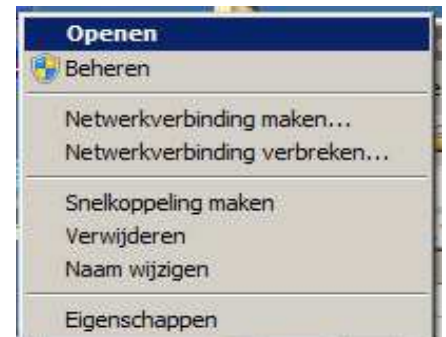 Openen
Beheren
Netwerkverbinding maken...
Netwerkverbinding verbreken...
Snelkoppeling maken
Verwijderen
Naam wijzigen
Eigenschappen